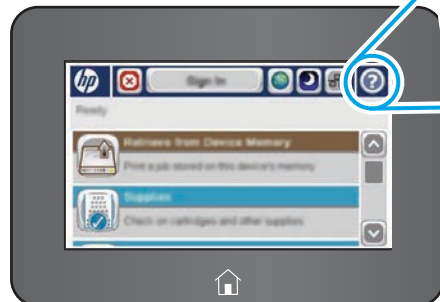 hp
Sign In
?
Ready
Retrieve from Device Memory
Print a job stored on this device's memory
Supplies
Check on cartridges and other supplies